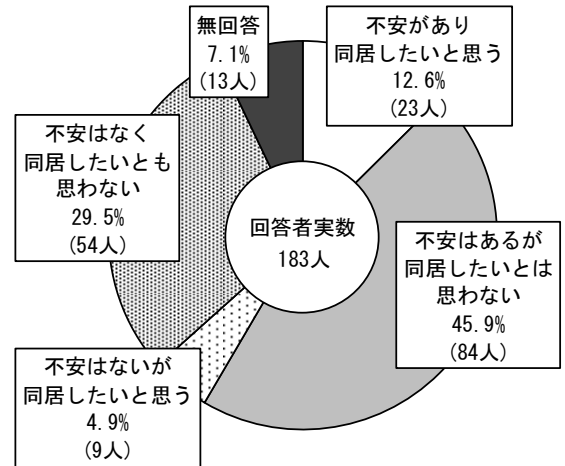 無回答
7.1%
(13人)
不安があり
同居したいと思う
12.6%
(23人)
不安はなく
同居したいとも
思わない
29.5%
(54人)
回答者実数
183人
不安はあるが
同居したいとは
思わない
45.9%
(84人)
不安はないが
同居したいと思う
4.9%
(9人)